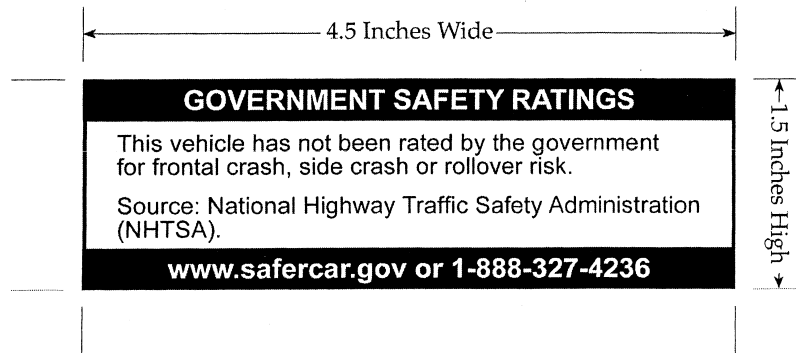 4.5 Inches Wide
GOVERNMENT SAFETY RATINGS
This vehicle has not been rated by the government
for frontal crash, side crash or rollover risk.
Source: National Highway Traffic Safety Administration
(NHTSA).
www.safercar.gov or 1-888-327-4236
1.5 Inches High